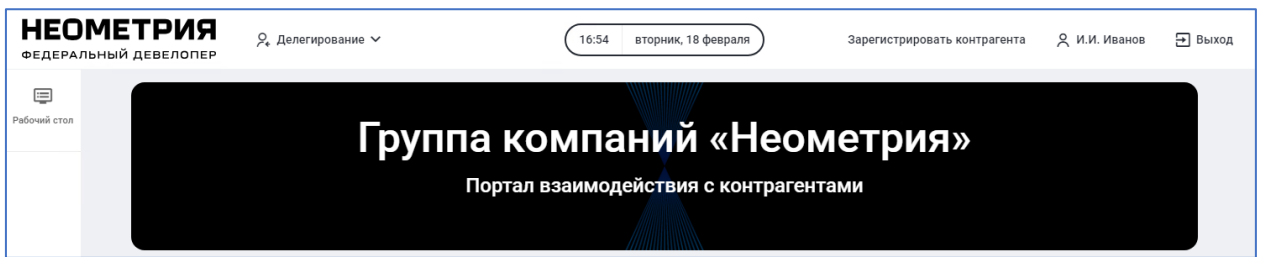 НЕОМЕТРИЯ
ФЕДЕРАЛЬНЫЙ ДЕВЕЛОПЕР
Делегирование
16:54 вторник, 18 февраля
Зарегистрировать контрагента
И.И. Иванов
Выход
Рабочий стол
Группа компаний «Неометрия»
Портал взаимодействия с контрагентами